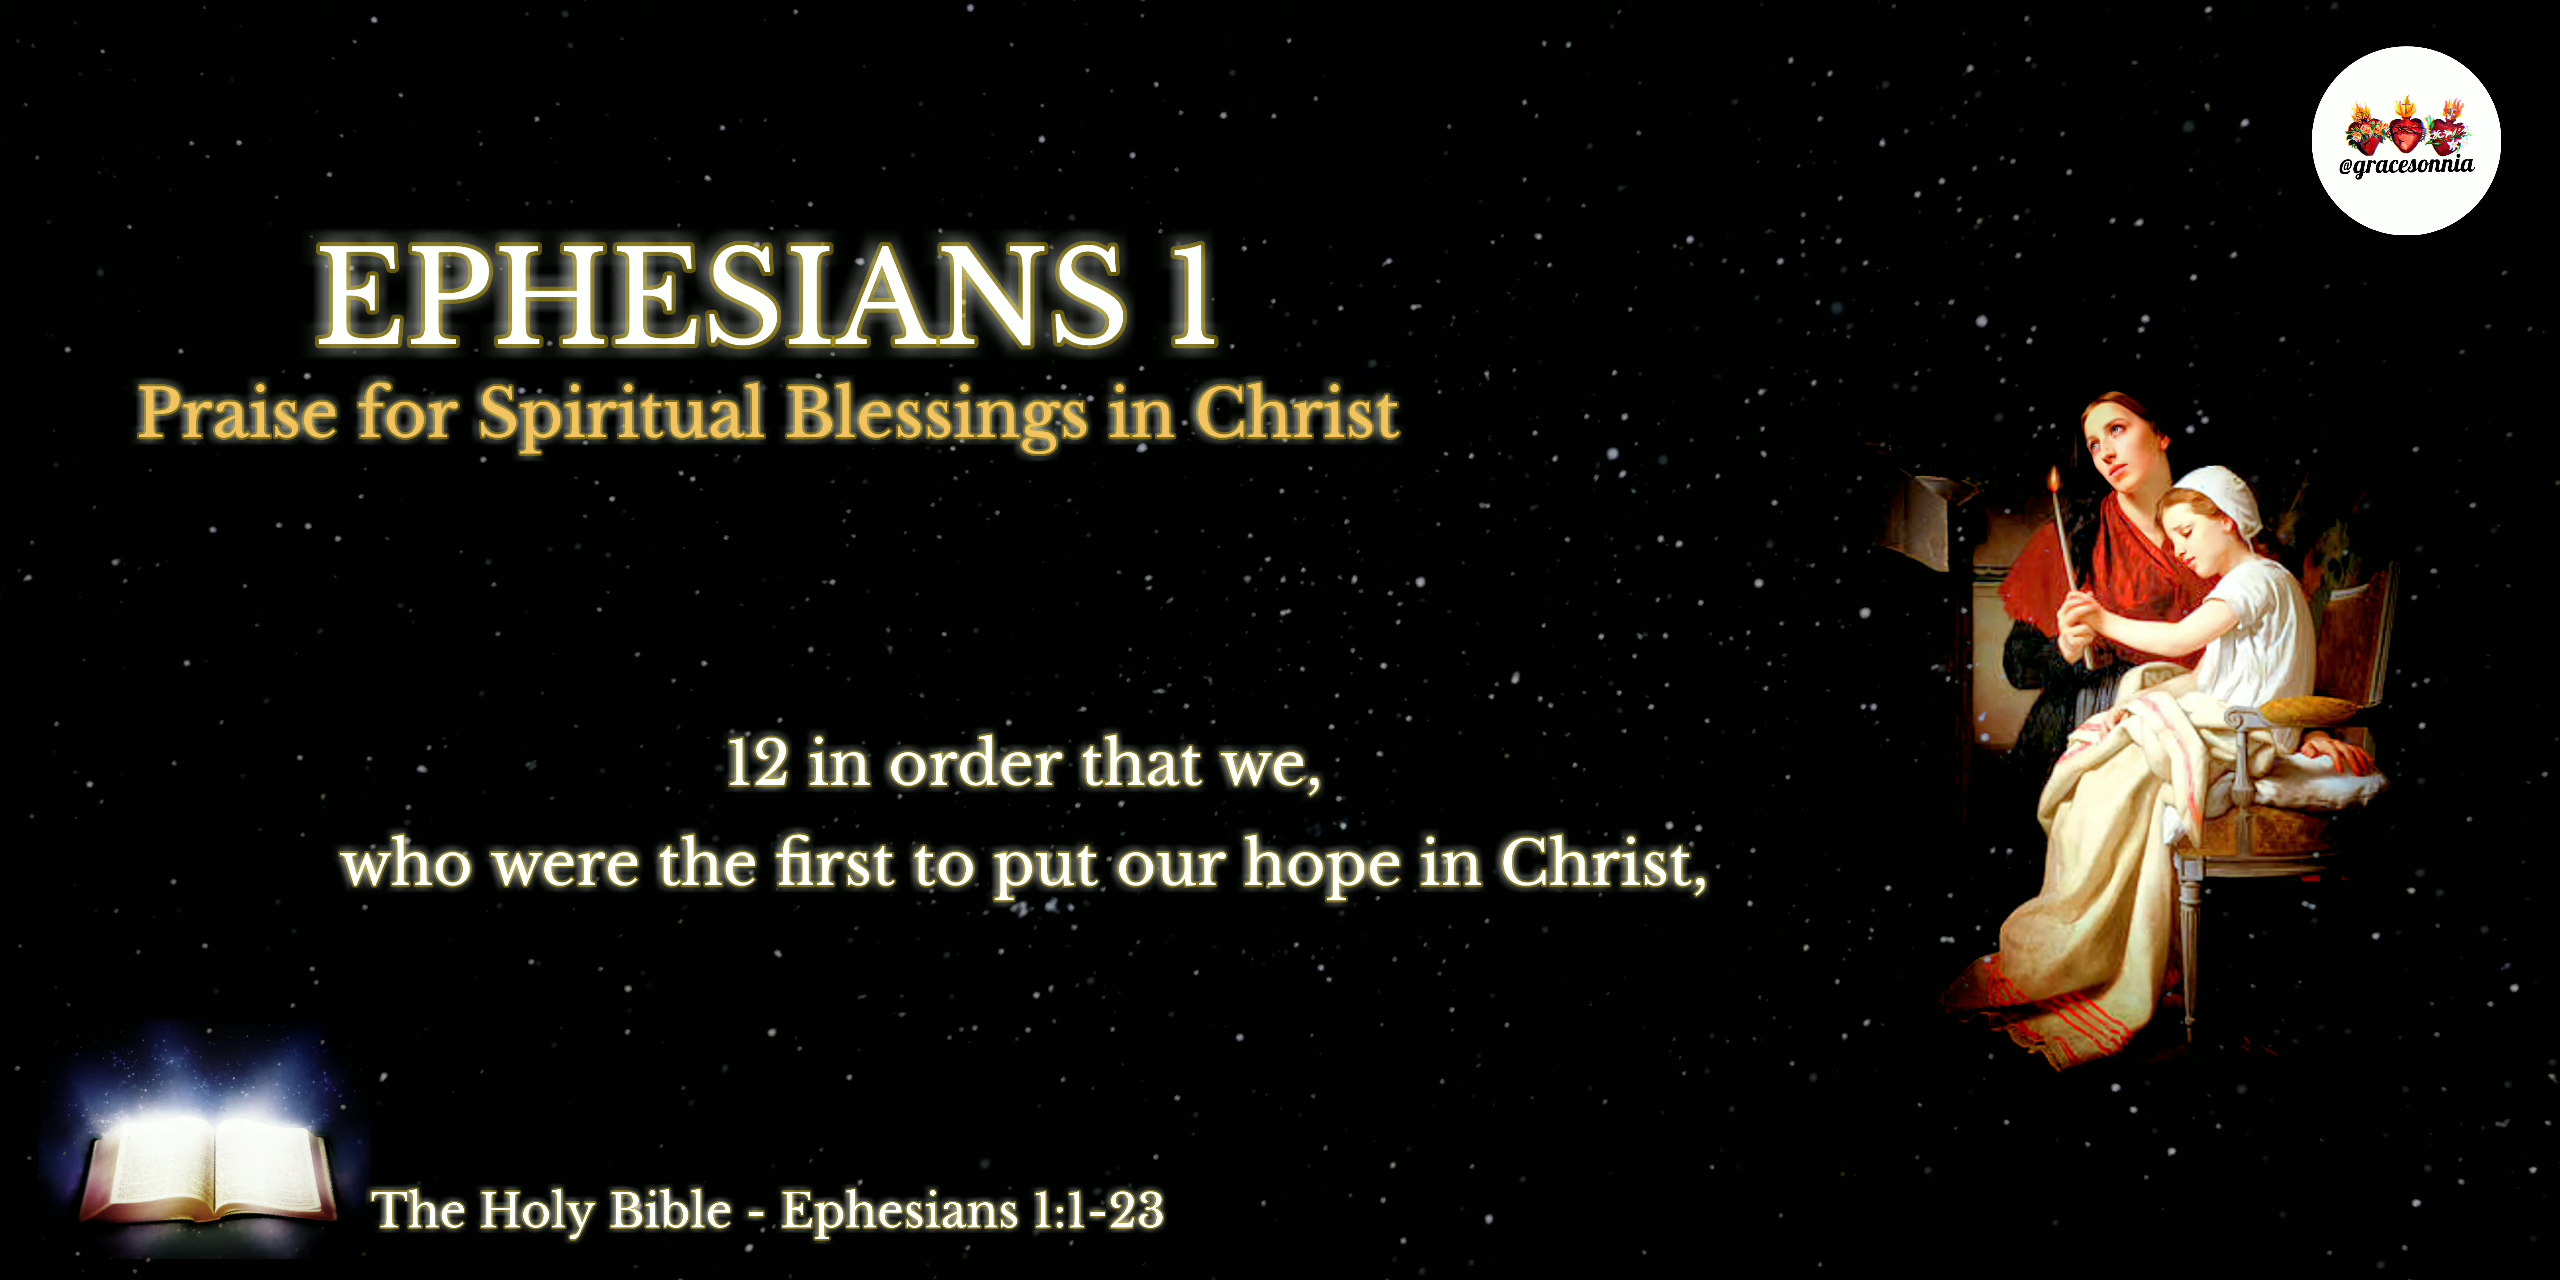 @gracesonnia
EPHESIANS 1
Praise for Spiritual Blessings in Christ
12 in order that we,
who were the first to put our hope in Christ,
The Holy Bible - Ephesians 1:1-23